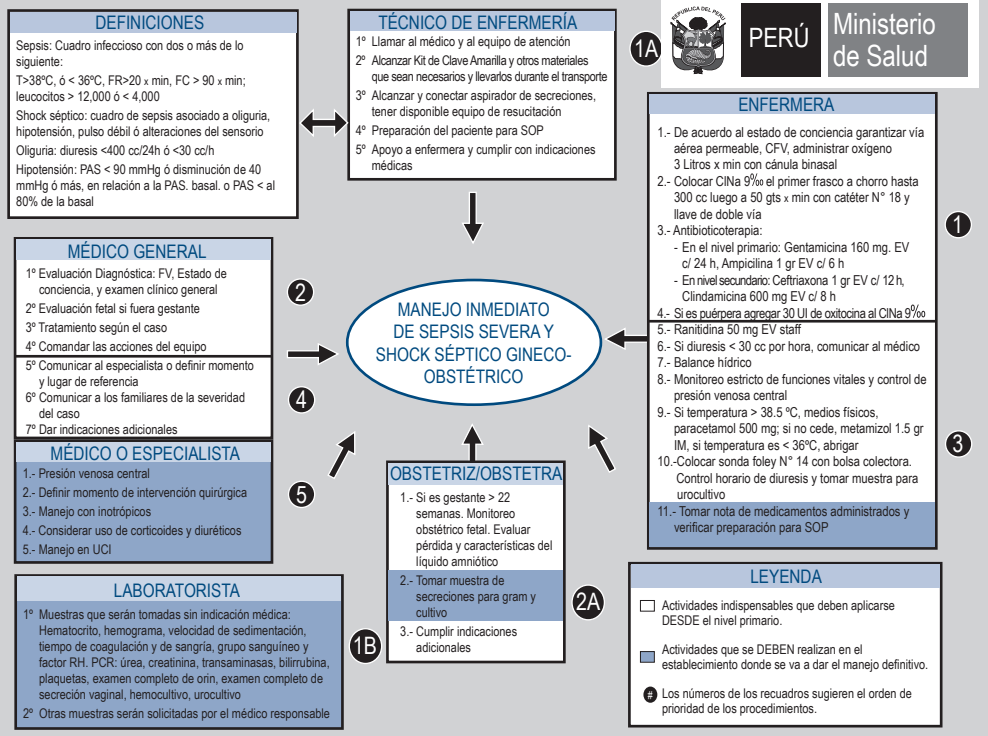 DEFINICIONES
Sepsis: Cuadro infeccioso con dos o más de lo
siguiente:
T>38ºC, ó < 36ºC, FR>20 x min, FC > 90 x min;
leucocitos > 12,000 ó < 4,000
Shock séptico: cuadro de sepsis asociado a oliguria,
hipotensión, pulso débil ó alteraciones del sensorio
Oliguria: diuresis <400 cc/24h ó <30 cc/h
Hipotensión: PAS < 90 mmHg ó disminución de 40
mmHg ó más, en relación a la PAS. basal. o PAS < al
80% de la basal
TÉCNICO DE ENFERMERÍA
1º Llamar al médico y al equipo de atención
2º Alcanzar Kit de Clave Amarilla y otros materiales
que sean necesarios y llevarlos durante el transporte
3º Alcanzar y conectar aspirador de secreciones,
tener disponible equipo de resucitación
4º Preparación del paciente para SOP
5º Apoyo a enfermera y cumplir con indicaciones
médicas
1A
REPUBLICA DEL PERU
PERÚ
Ministerio
de Salud
ENFERMERA
1.- De acuerdo al estado de conciencia garantizar vía
aérea permeable, CFV, administrar oxígeno
3 Litros x min con cánula binasal
2.- Colocar ClNa 9‰ el primer frasco a chorro hasta
300 cc luego a 50 gts x min con catéter N° 18 y
llave de doble vía
3.- Antibioticoterapia:
- En el nivel primario: Gentamicina 160 mg. EV
c/ 24 h, Ampicilina 1 gr EV c/ 6 h
- En nivel secundario: Ceftriaxona 1 gr EV c/ 12 h,
Clindamicina 600 mg EV c/ 8 h
4.- Si es puérpera agregar 30 UI de oxitocina al ClNa 9‰
1
5.- Ranitidina 50 mg EV staff
6.- Si diuresis < 30 cc por hora, comunicar al médico
7.- Balance hídrico
8.- Monitoreo estricto de funciones vitales y control de
presión venosa central
9.- Si temperatura > 38.5 ºC, medios físicos,
paracetamol 500 mg; si no cede, metamizol 1.5 gr
IM, si temperatura es < 36ºC, abrigar
10.-Colocar sonda foley N° 14 con bolsa colectora.
Control horario de diuresis y tomar muestra para
urocultivo
11.- Tomar nota de medicamentos administrados y
verificar preparación para SOP
3
MÉDICO GENERAL
1º Evaluación Diagnóstica: FV, Estado de
conciencia, y examen clínico general
2º Evaluación fetal si fuera gestante
3º Tratamiento según el caso
4º Comandar las acciones del equipo
2
5º Comunicar al especialista o definir momento
y lugar de referencia
6º Comunicar a los familiares de la severidad
del caso
7º Dar indicaciones adicionales
4
MANEJO INMEDIATO
DE SEPSIS SEVERA Y
SHOCK SÉPTICO GINECO-
OBSTÉTRICO
MÉDICO O ESPECIALISTA
1.- Presión venosa central
2.- Definir momento de intervención quirúrgica
3.- Manejo con inotrópicos
4.- Considerar uso de corticoides y diuréticos
5.- Manejo en UCI
5
OBSTETRIZ/OBSTETRA
1.- Si es gestante > 22
semanas. Monitoreo
obstétrico fetal. Evaluar
pérdida y características del
líquido amniótico
2.- Tomar muestra de
secreciones para gram y
cultivo
3.- Cumplir indicaciones
adicionales
2A
LABORATORISTA
1º Muestras que serán tomadas sin indicación médica:
Hematocrito, hemograma, velocidad de sedimentación,
tiempo de coagulación y de sangría, grupo sanguíneo y
factor RH. PCR: úrea, creatinina, transaminasas, bilirrubina,
plaquetas, examen completo de orin, examen completo de
secreción vaginal, hemocultivo, urocultivo
2º Otras muestras serán solicitadas por el médico responsable
1B
LEYENDA
Actividades indispensables que deben aplicarse
DESDE el nivel primario.
Actividades que se DEBEN realizan en el
establecimiento donde se va a dar el manejo definitivo.
# Los números de los recuadros sugieren el orden de
prioridad de los procedimientos.